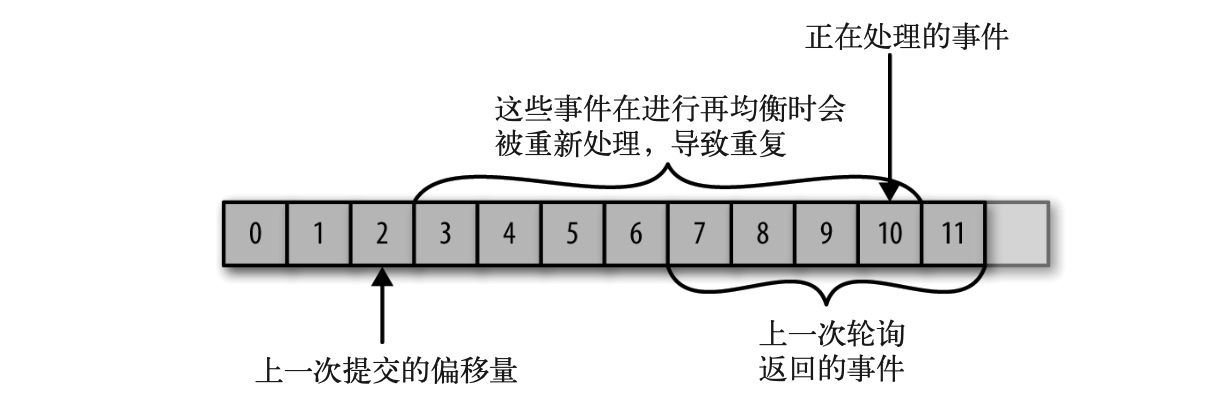 正在处理的事件
这些事件在进行再均衡时会
被重新处理，导致重复
0 1 2 3 4 5 6 7 8 9 10 11
上一次轮询
返回的事件
上一次提交的偏移量